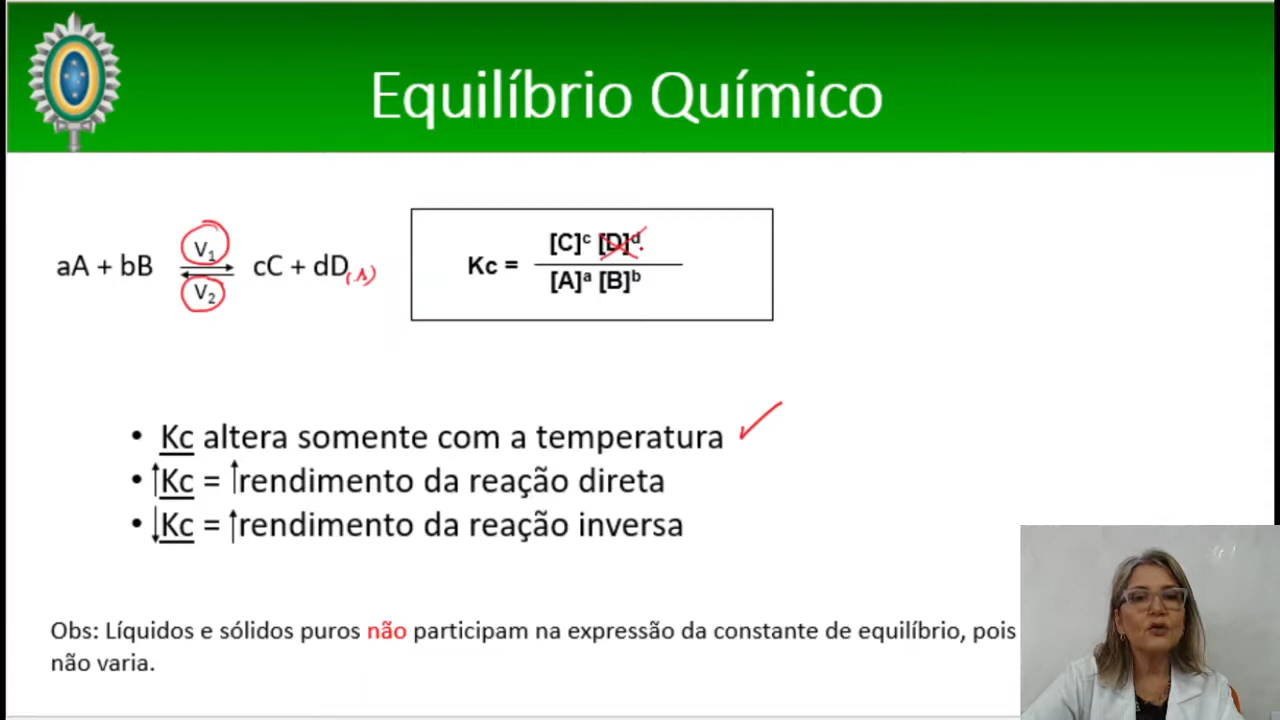 Equilíbrio Químico
aA + bB V₁ V₂ cC + dD(s)
Kc = [C]ᶜ [D]ᵈ / [A]ᵃ [B]ᵇ
• Kc altera somente com a temperatura
• ↑Kc = ↑rendimento da reação direta
• ↓Kc = ↑rendimento da reação inversa
Obs: Líquidos e sólidos puros não participam na expressão da constante de equilíbrio, pois
não varia.